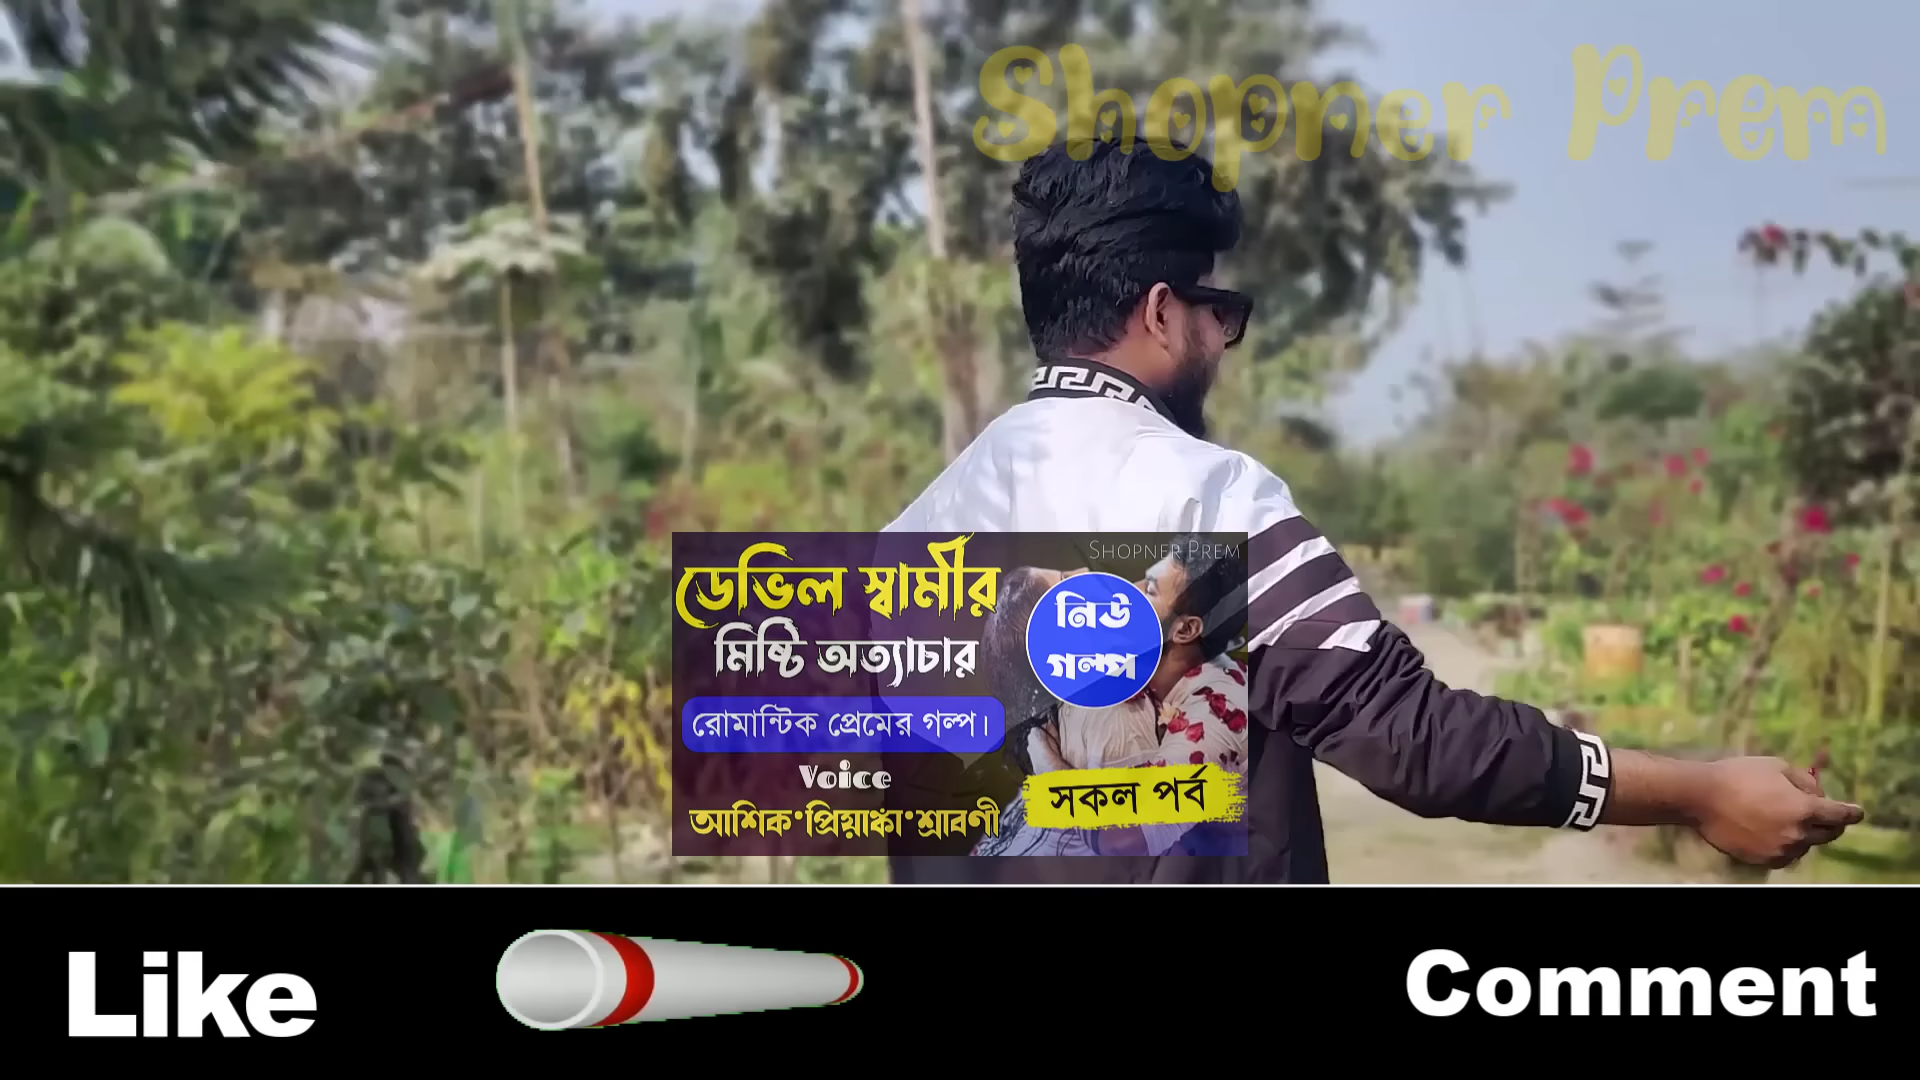 Shopner Prem
SHOPNER PREM
ডেভিল স্বামীর
মিষ্টি অত্যাচার
নিউ
গল্প
রোমান্টিক প্রেমের গল্প।
Voice
আশিক•প্রিয়াঙ্কা•শ্রাবণী
সকল পর্ব
Like
Comment